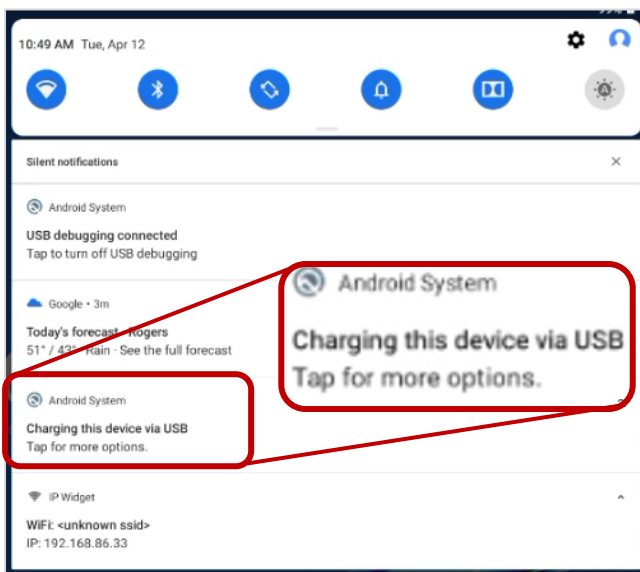 10:49 AM Tue, Apr 12
Silent notifications
Android System
USB debugging connected
Tap to turn off USB debugging
Google • 3m
Today's forecast Rogers
51° / 43° Rain · See the full forecast
Android System
Charging this device via USB
Tap for more options.
Android System
Charging this device via USB
Tap for more options.
IP Widget
WiFi: <unknown ssid>
IP: 192.168.86.33